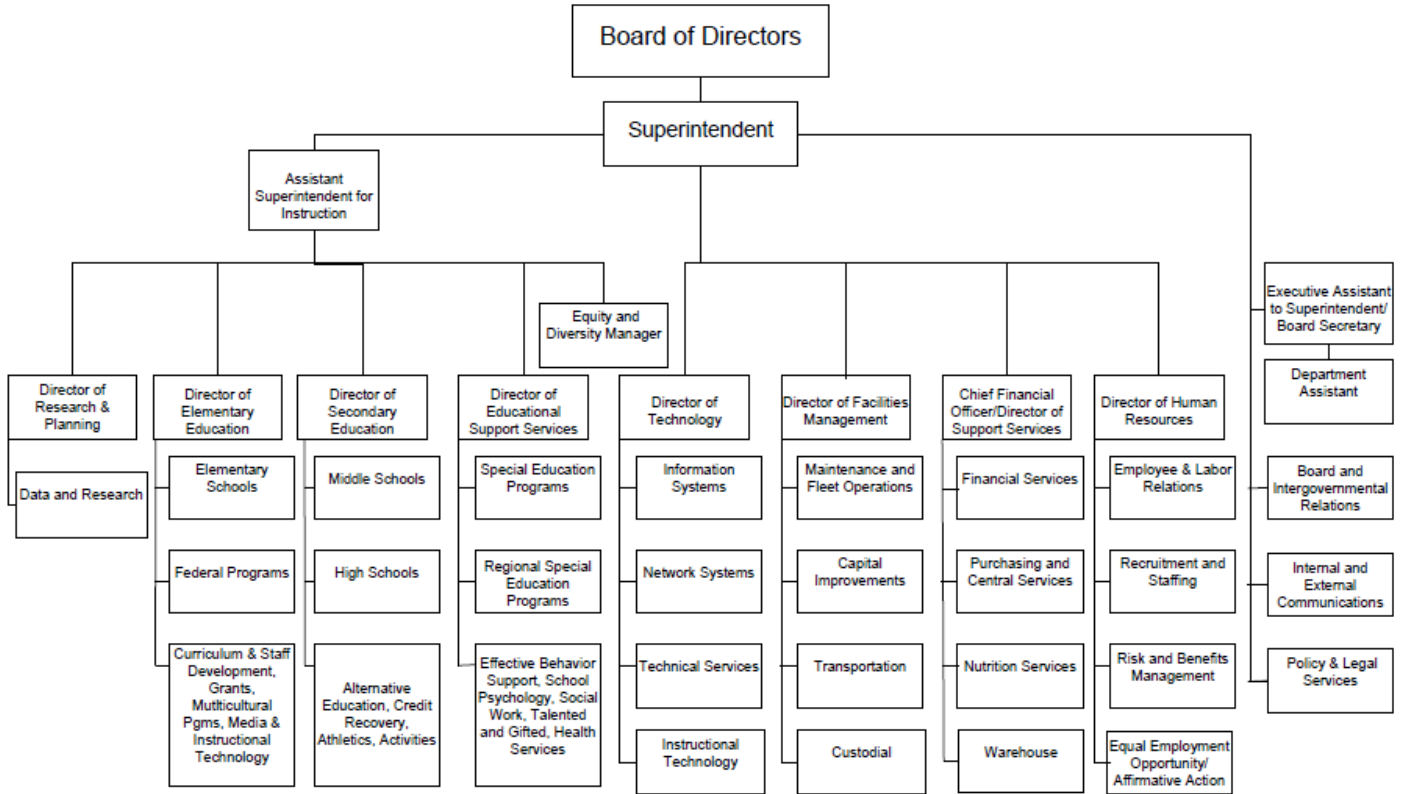 Board of Directors
Superintendent
Assistant
Superintendent for
Instruction
Equity and
Diversity Manager
Executive Assistant
to Superintendent/
Board Secretary
Department
Assistant
Director of
Research &
Planning
Director of
Elementary
Education
Director of
Secondary
Education
Director of
Educational
Support Services
Director of
Technology
Director of Facilities
Management
Chief Financial
Officer/Director of
Support Services
Director of Human
Resources
Data and Research
Elementary
Schools
Middle Schools
Special Education
Programs
Information
Systems
Maintenance and
Fleet Operations
Financial Services
Employee & Labor
Relations
Board and
Intergovernmental
Relations
Federal Programs
High Schools
Regional Special
Education
Programs
Network Systems
Capital
Improvements
Purchasing and
Central Services
Recruitment and
Staffing
Internal and
External
Communications
Curriculum & Staff
Development,
Grants,
Multicultural
Pgms, Media &
Instructional
Technology
Alternative
Education, Credit
Recovery,
Athletics, Activities
Effective Behavior
Support, School
Psychology, Social
Work, Talented
and Gifted, Health
Services
Technical Services
Transportation
Nutrition Services
Risk and Benefits
Management
Policy & Legal
Services
Instructional
Technology
Custodial
Warehouse
Equal Employment
Opportunity/
Affirmative Action